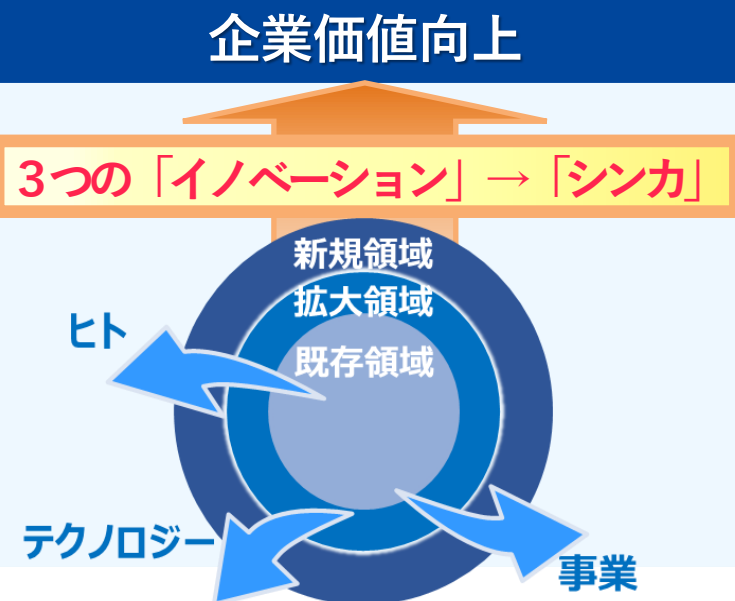 企業価値向上
３つの「イノベーション」→「シンカ」
新規領域
拡大領域
既存領域
ヒト
テクノロジー
事業